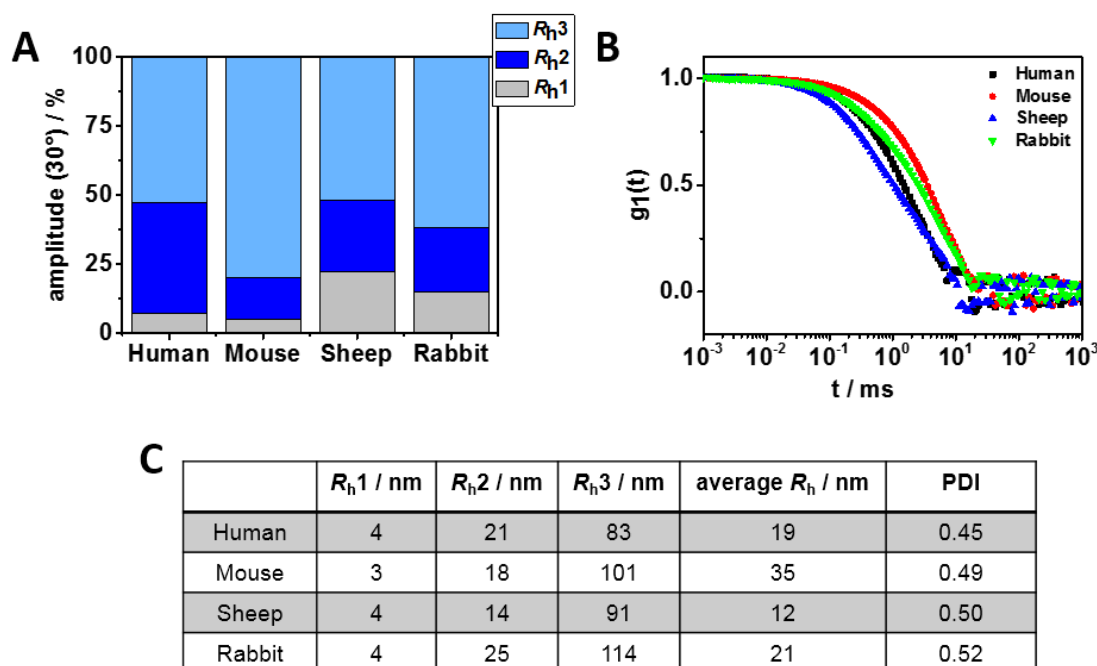 A
amplitude (30°) / %
100
75
50
25
0
Human Mouse Sheep Rabbit
Rh3
Rh2
Rh1
B
g1(t)
1.0
0.5
0.0
Human
Mouse
Sheep
Rabbit
10-3 10-2 10-1 100 101 102 103
t / ms
C
Rh1 / nm Rh2 / nm Rh3 / nm average Rh / nm PDI
Human 4 21 83 19 0.45
Mouse 3 18 101 35 0.49
Sheep 4 14 91 12 0.50
Rabbit 4 25 114 21 0.52